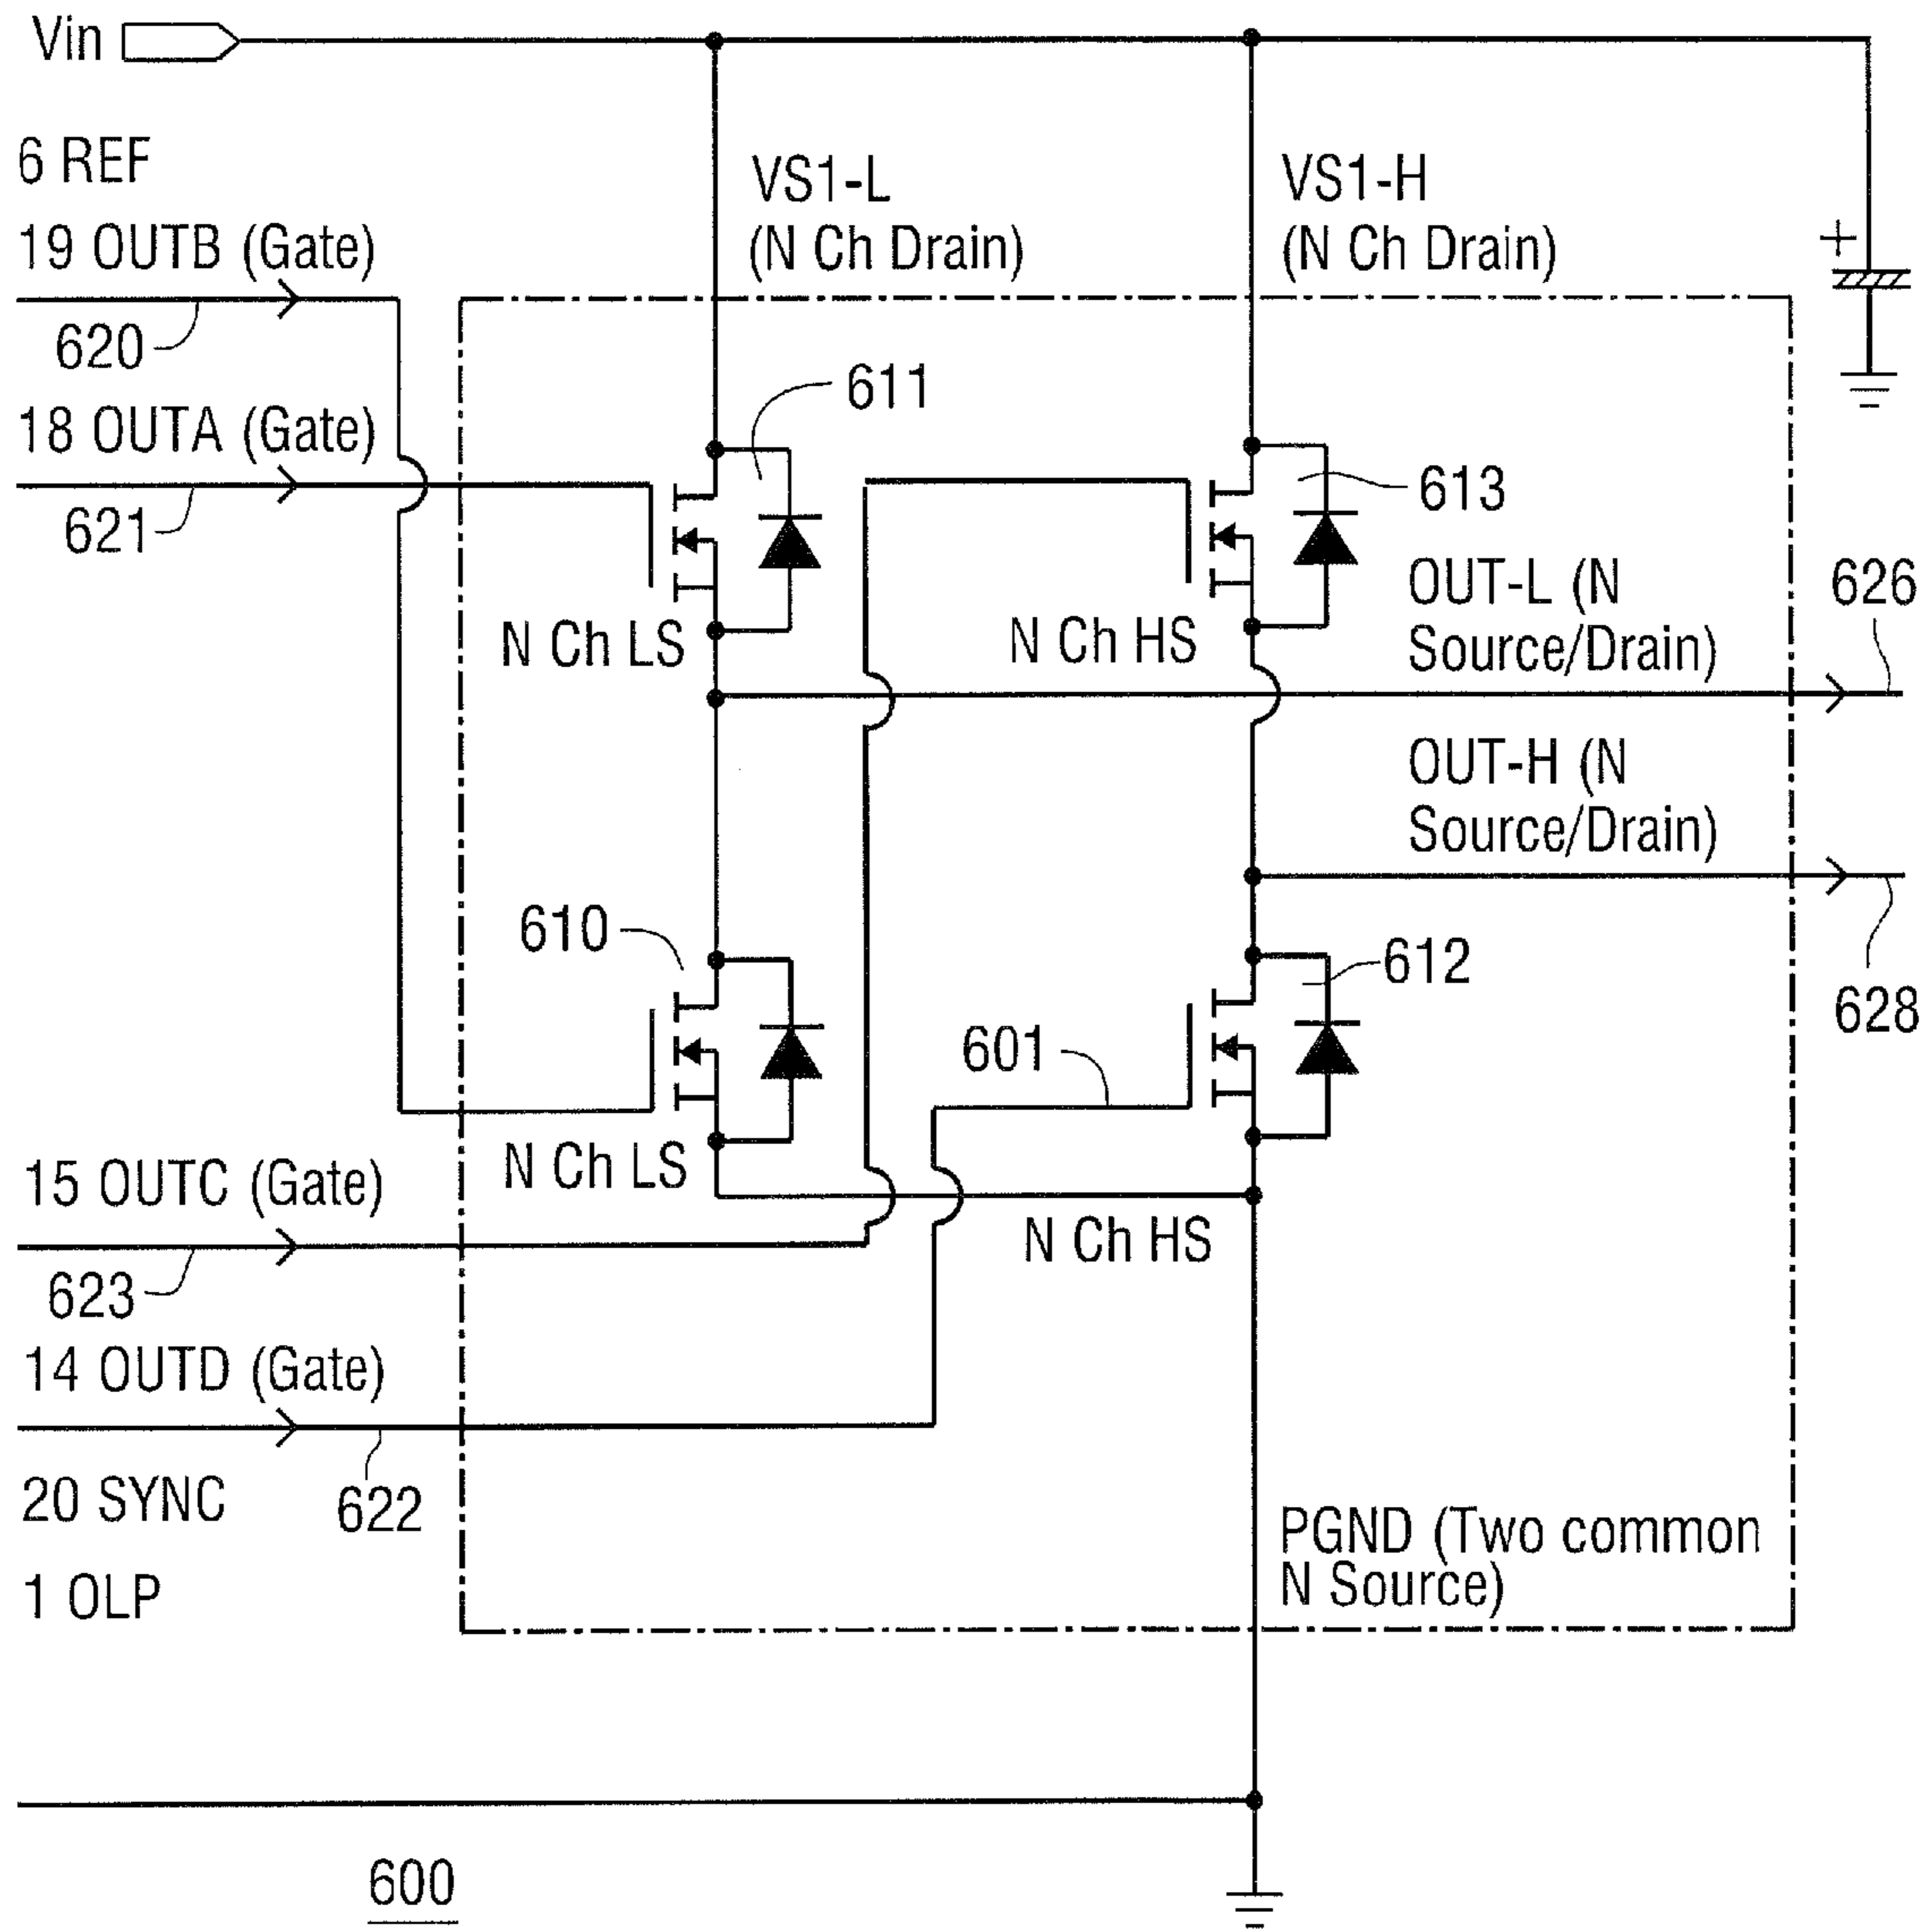 Vin
6 REF
VS1-L
(N Ch Drain)
VS1-H
(N Ch Drain)
+
19 OUTB (Gate)
620
611
18 OUTA (Gate)
613
621
OUT-L (N
Source/Drain)
626
N Ch LS
N Ch HS
OUT-H (N
Source/Drain)
610
612
628
601
N Ch LS
15 OUTC (Gate)
N Ch HS
623
14 OUTD (Gate)
20 SYNC
622
PGND (Two common
N Source)
1 OLP
600